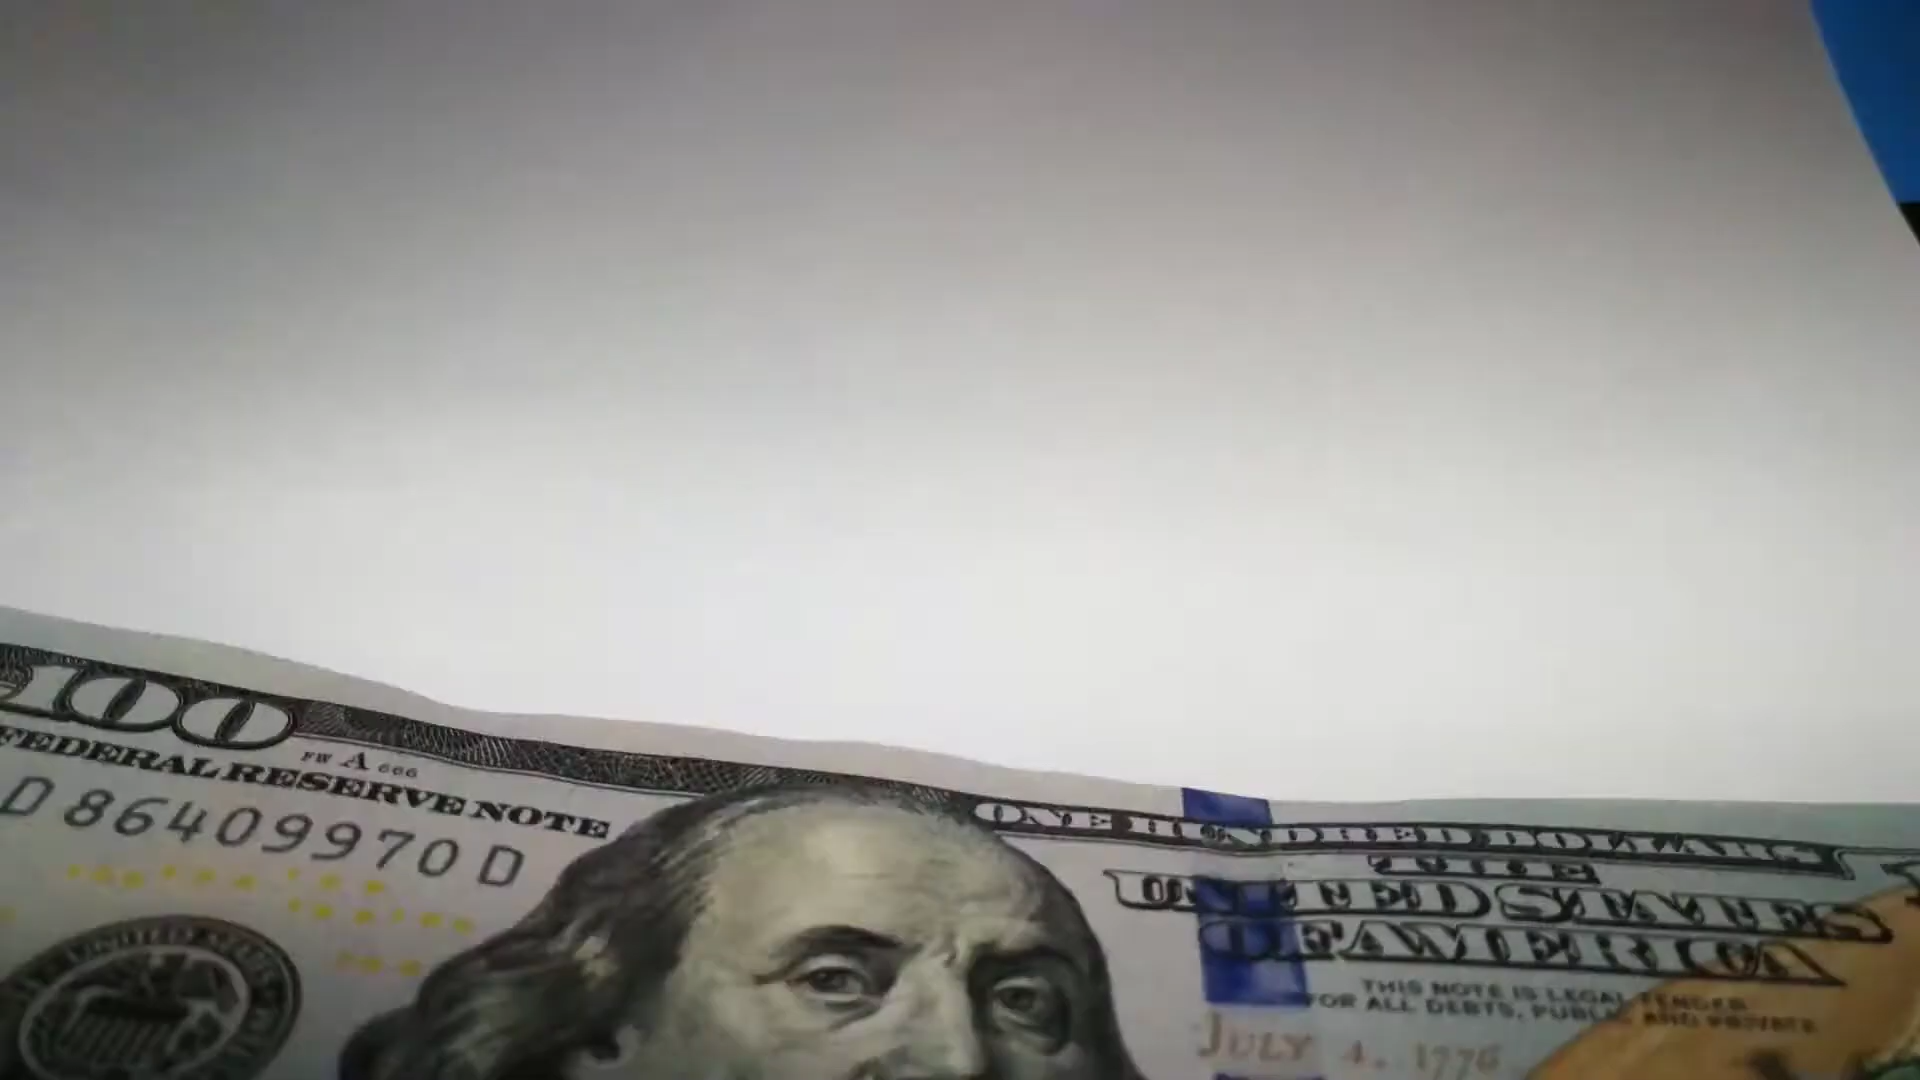 100
FEDERAL RESERVE NOTE
FW A 666
D 86409970 D
ONE HUNDRED DOLLARS
THE
UNITED STATES
OF AMERICA
THIS NOTE IS LEGAL TENDER
FOR ALL DEBTS, PUBLIC AND PRIVATE
JULY 4, 1776